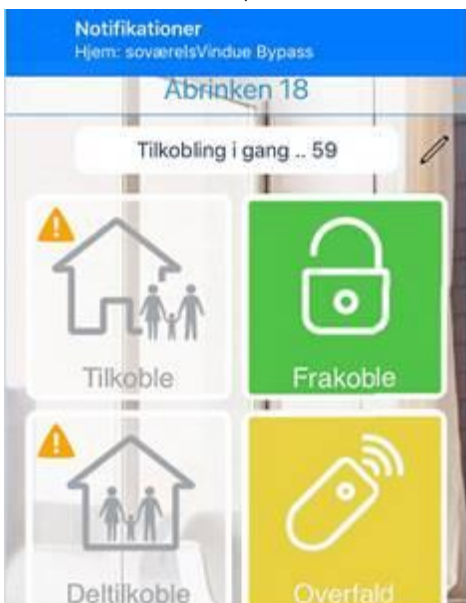 Notifikationer
Hjem: soværelsVindue Bypass
Abrinken 18
Tilkobling i gang .. 59
Tilkoble
Frakoble
Deltilkoble
Overfald